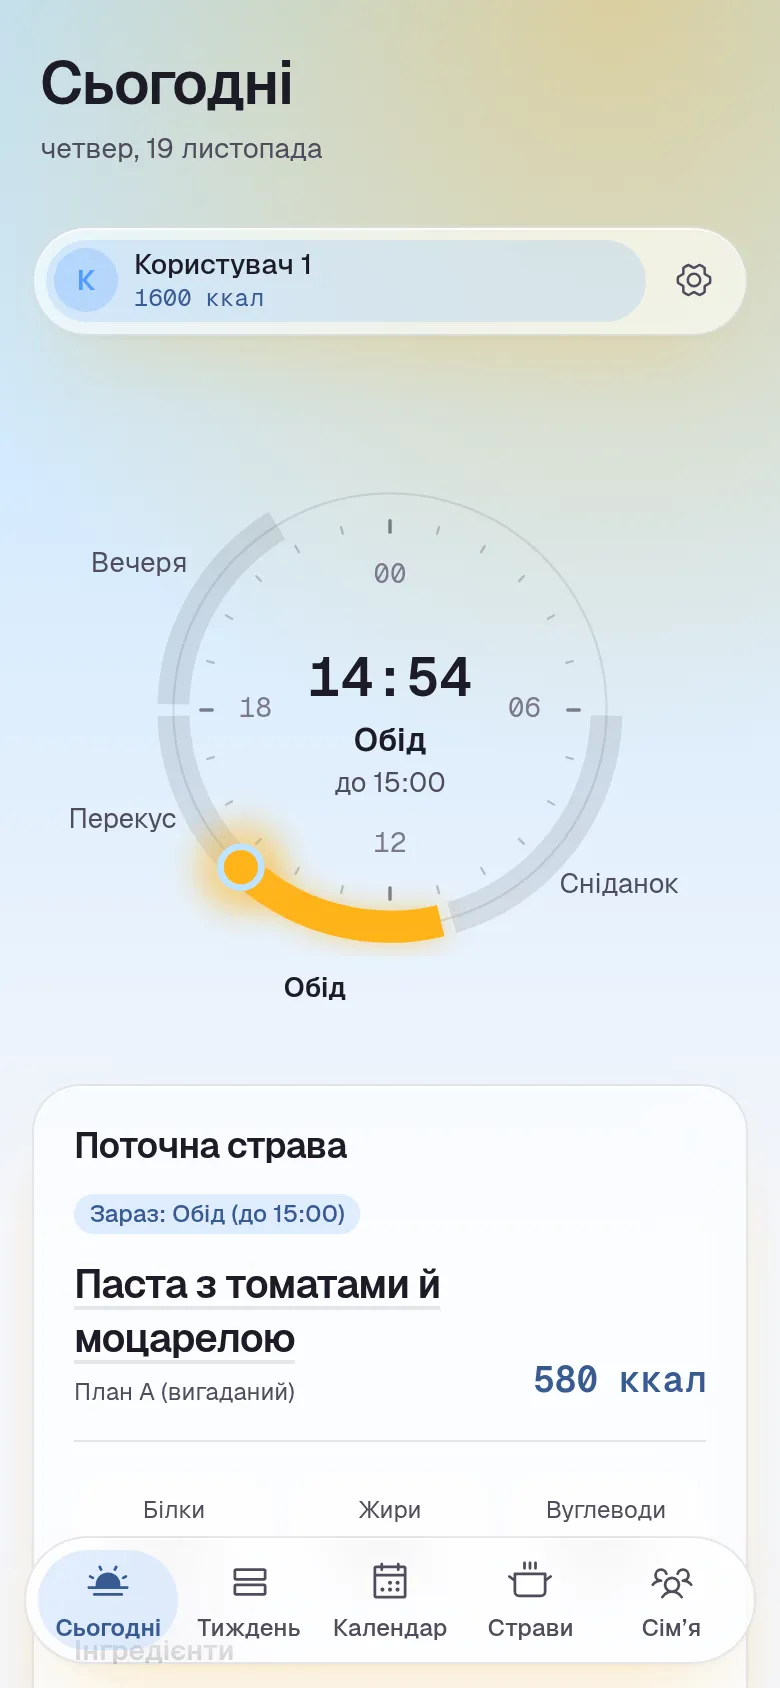 Сьогодні
четвер, 19 листопада
К
Користувач 1
1600 ккал
Вечеря
00
14:54
18
06
Обід
до 15:00
Перекус
12
Сніданок
Обід
Поточна страва
Зараз: Обід (до 15:00)
Паста з томатами й
моцарелою
План А (вигаданий)
580 ккал
Білки
Жири
Вуглеводи
Сьогодні
Тиждень
Календар
Страви
Сім’я
Інгредієнти